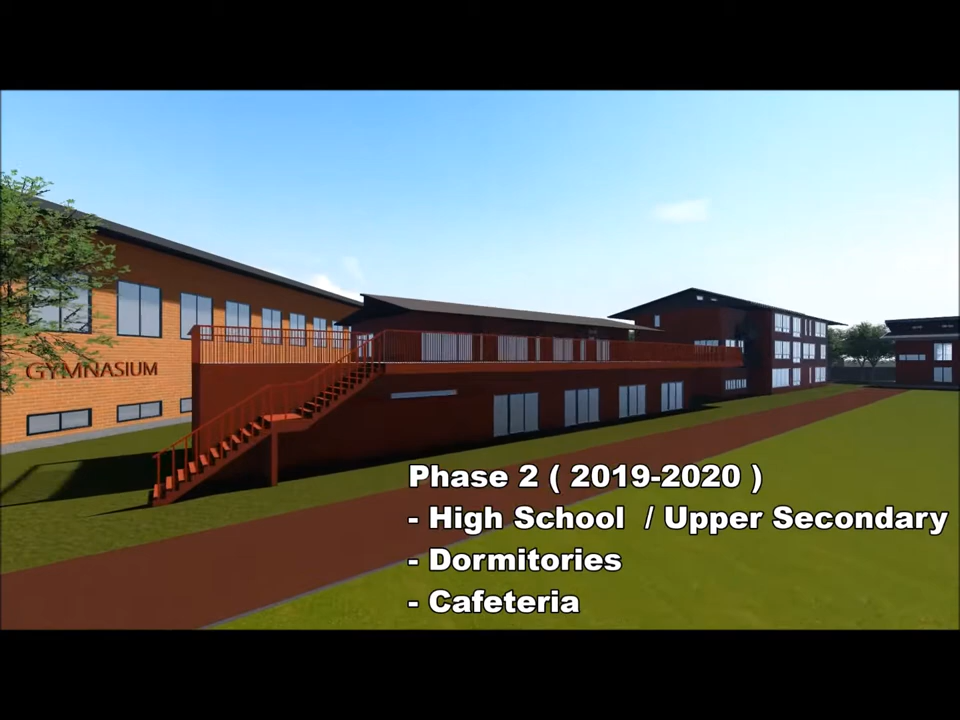 GYMNASIUM
Phase 2 ( 2019-2020 )
- High School / Upper Secondary
- Dormitories
- Cafeteria